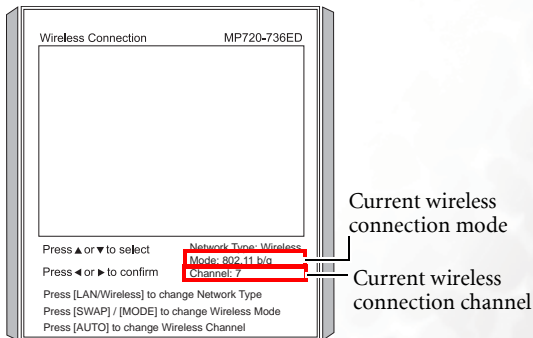 Wireless Connection MP720-736ED
Press ▲ or ▼ to select Network Type: Wireless
Mode: 802.11 b/g
Press ◄ or ► to confirm Channel: 7
Press [LAN/Wireless] to change Network Type
Press [SWAP] / [MODE] to change Wireless Mode
Press [AUTO] to change Wireless Channel
Current wireless
connection mode
Current wireless
connection channel